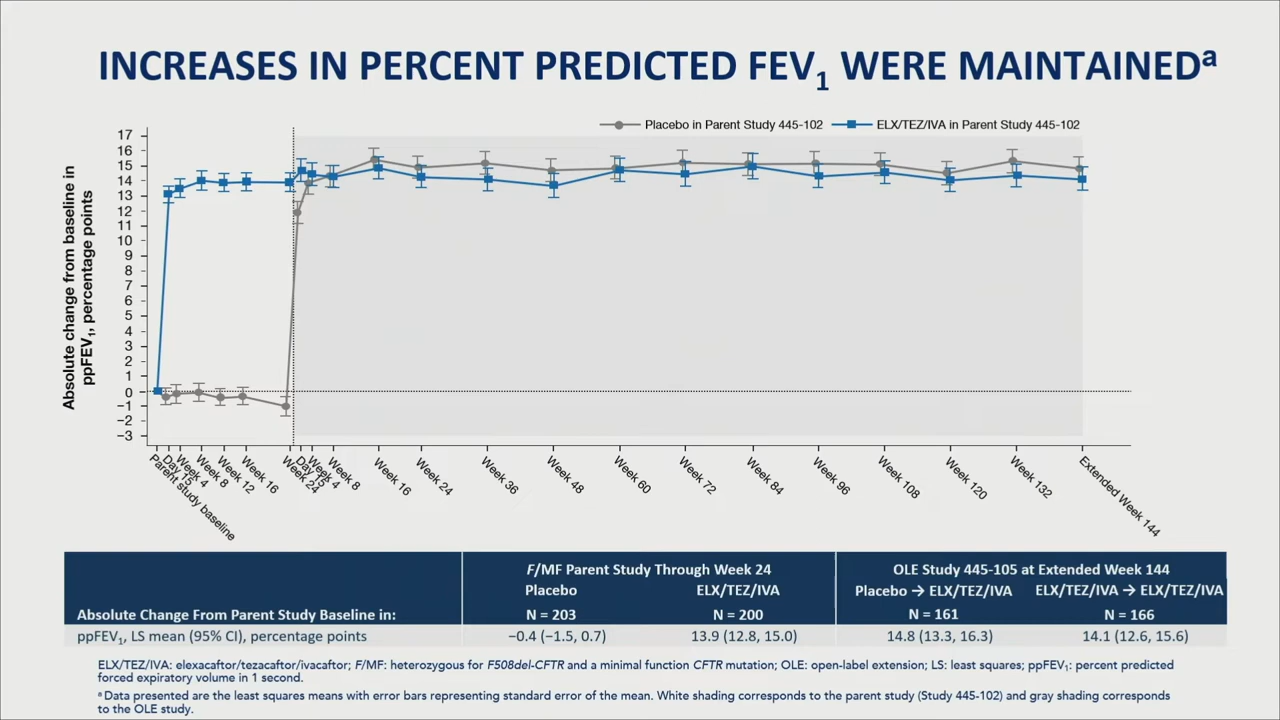 INCREASES IN PERCENT PREDICTED FEV1 WERE MAINTAINEDa
Placebo in Parent Study 445-102
ELX/TEZ/IVA in Parent Study 445-102
Absolute change from baseline in
ppFEV1, percentage points
17
16
15
14
13
12
11
10
9
8
7
6
5
4
3
2
1
0
−1
−2
−3
Parent study baseline
Day 15
Week 4
Week 8
Week 12
Week 16
Week 24
Day 15
Week 4
Week 8
Week 16
Week 24
Week 36
Week 48
Week 60
Week 72
Week 84
Week 96
Week 108
Week 120
Week 132
Extended Week 144
F/MF Parent Study Through Week 24
OLE Study 445-105 at Extended Week 144
Placebo
ELX/TEZ/IVA
Placebo → ELX/TEZ/IVA
ELX/TEZ/IVA → ELX/TEZ/IVA
Absolute Change From Parent Study Baseline in:
N = 203
N = 200
N = 161
N = 166
ppFEV1, LS mean (95% CI), percentage points
−0.4 (−1.5, 0.7)
13.9 (12.8, 15.0)
14.8 (13.3, 16.3)
14.1 (12.6, 15.6)
ELX/TEZ/IVA: elexacaftor/tezacaftor/ivacaftor; F/MF: heterozygous for F508del-CFTR and a minimal function CFTR mutation; OLE: open-label extension; LS: least squares; ppFEV1: percent predicted
forced expiratory volume in 1 second.
a Data presented are the least squares means with error bars representing standard error of the mean. White shading corresponds to the parent study (Study 445-102) and gray shading corresponds
to the OLE study.